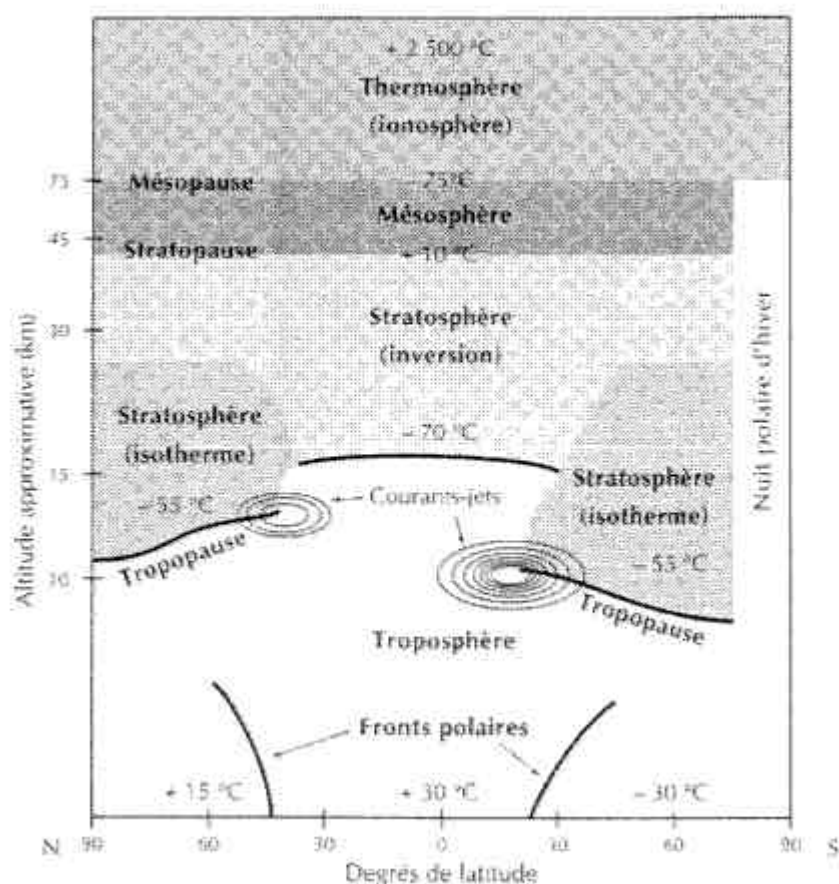 + 2 500 °C
Thermosphère
(ionosphère)
75
Mésopause
- 75°C
Mésosphère
45
Stratopause
+ 10 °C
Stratosphère
(inversion)
Altitude approximative (km)
Nuit polaire d'hiver
Stratosphère
(isotherme)
- 70 °C
15
Stratosphère
(isotherme)
- 55 °C
Courants-jets
Tropopause
- 55 °C
Tropopause
Troposphère
Fronts polaires
+ 15 °C
+ 30 °C
- 30 °C
N
90
60
30
0
30
60
90
S
Degrés de latitude